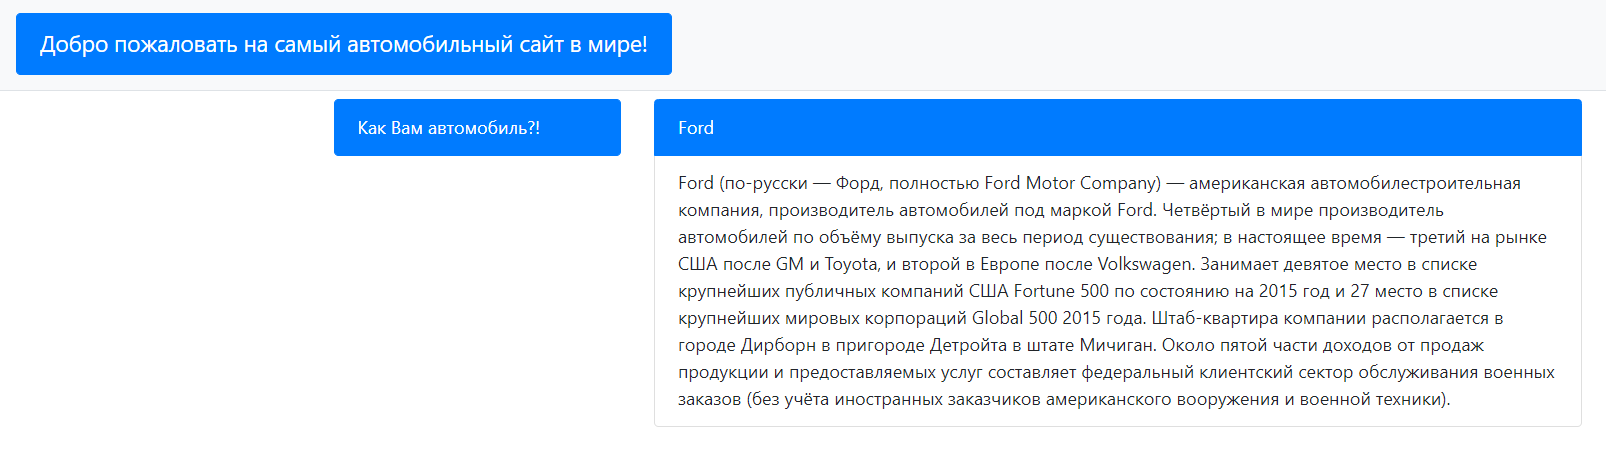 Добро пожаловать на самый автомобильный сайт в мире!
Как Вам автомобиль?!
Ford
Ford (по-русски — Форд, полностью Ford Motor Company) — американская автомобилестроительная
компания, производитель автомобилей под маркой Ford. Четвёртый в мире производитель
автомобилей по объёму выпуска за весь период существования; в настоящее время — третий на рынке
США после GM и Toyota, и второй в Европе после Volkswagen. Занимает девятое место в списке
крупнейших публичных компаний США Fortune 500 по состоянию на 2015 год и 27 место в списке
крупнейших мировых корпораций Global 500 2015 года. Штаб-квартира компании располагается в
городе Дирборн в пригороде Детройта в штате Мичиган. Около пятой части доходов от продаж
продукции и предоставляемых услуг составляет федеральный клиентский сектор обслуживания военных
заказов (без учёта иностранных заказчиков американского вооружения и военной техники).